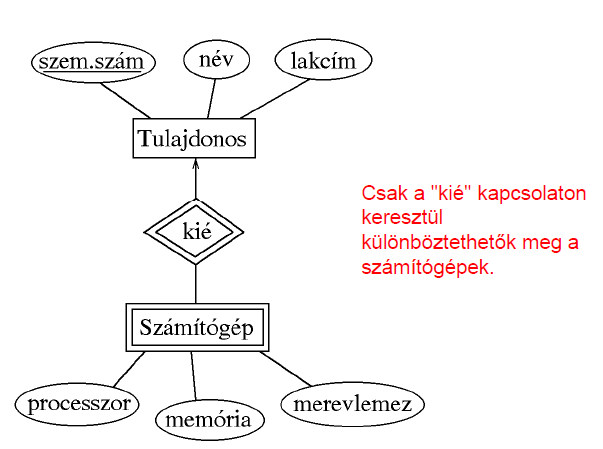 szem.szám
név
lakcím
Tulajdonos
Csak a "kié" kapcsolaton
keresztül
különböztethetők meg a
számítógépek.
kié
Számítógép
processzor
memória
merevlemez